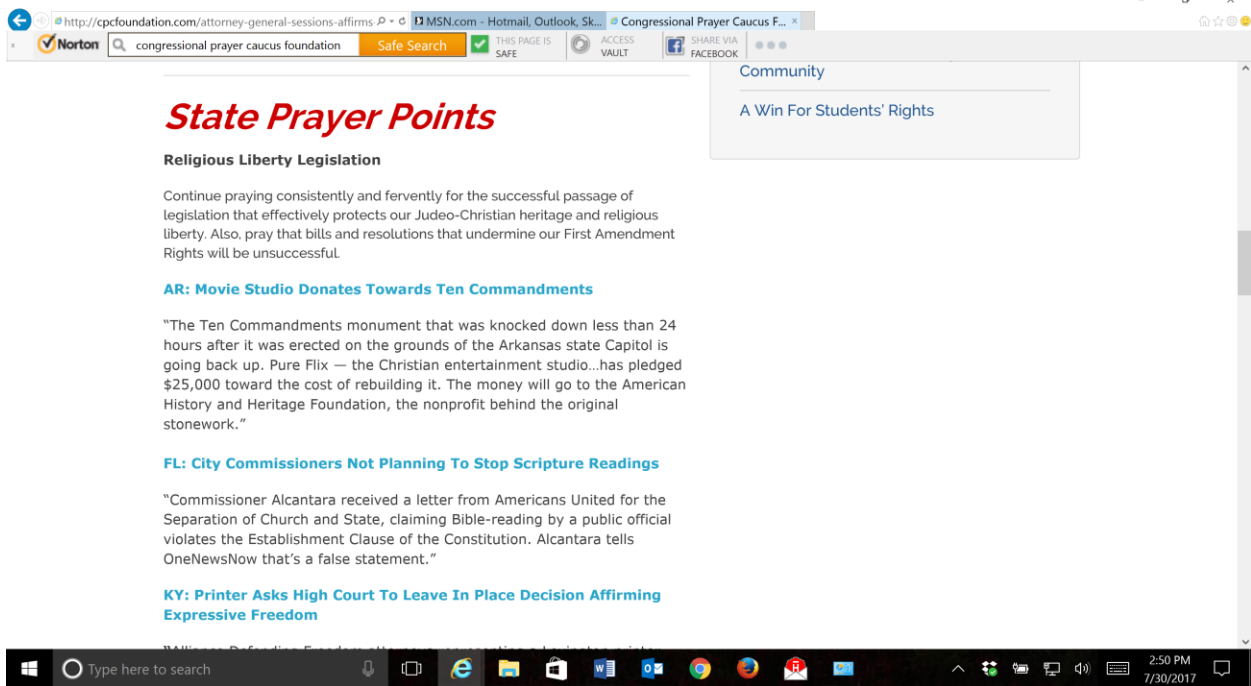 http://cpcfoundation.com/attorney-general-sessions-affirms
MSN.com - Hotmail, Outlook, Sk...
Congressional Prayer Caucus F... ×
Norton
congressional prayer caucus foundation
Safe Search
THIS PAGE IS
SAFE
ACCESS
VAULT
SHARE VIA
FACEBOOK
Community
A Win For Students' Rights
State Prayer Points
Religious Liberty Legislation
Continue praying consistently and fervently for the successful passage of
legislation that effectively protects our Judeo-Christian heritage and religious
liberty. Also, pray that bills and resolutions that undermine our First Amendment
Rights will be unsuccessful.
AR: Movie Studio Donates Towards Ten Commandments
“The Ten Commandments monument that was knocked down less than 24
hours after it was erected on the grounds of the Arkansas state Capitol is
going back up. Pure Flix — the Christian entertainment studio…has pledged
$25,000 toward the cost of rebuilding it. The money will go to the American
History and Heritage Foundation, the nonprofit behind the original
stonework.”
FL: City Commissioners Not Planning To Stop Scripture Readings
“Commissioner Alcantara received a letter from Americans United for the
Separation of Church and State, claiming Bible-reading by a public official
violates the Establishment Clause of the Constitution. Alcantara tells
OneNewsNow that’s a false statement.”
KY: Printer Asks High Court To Leave In Place Decision Affirming
Expressive Freedom
Type here to search
2:50 PM
7/30/2017